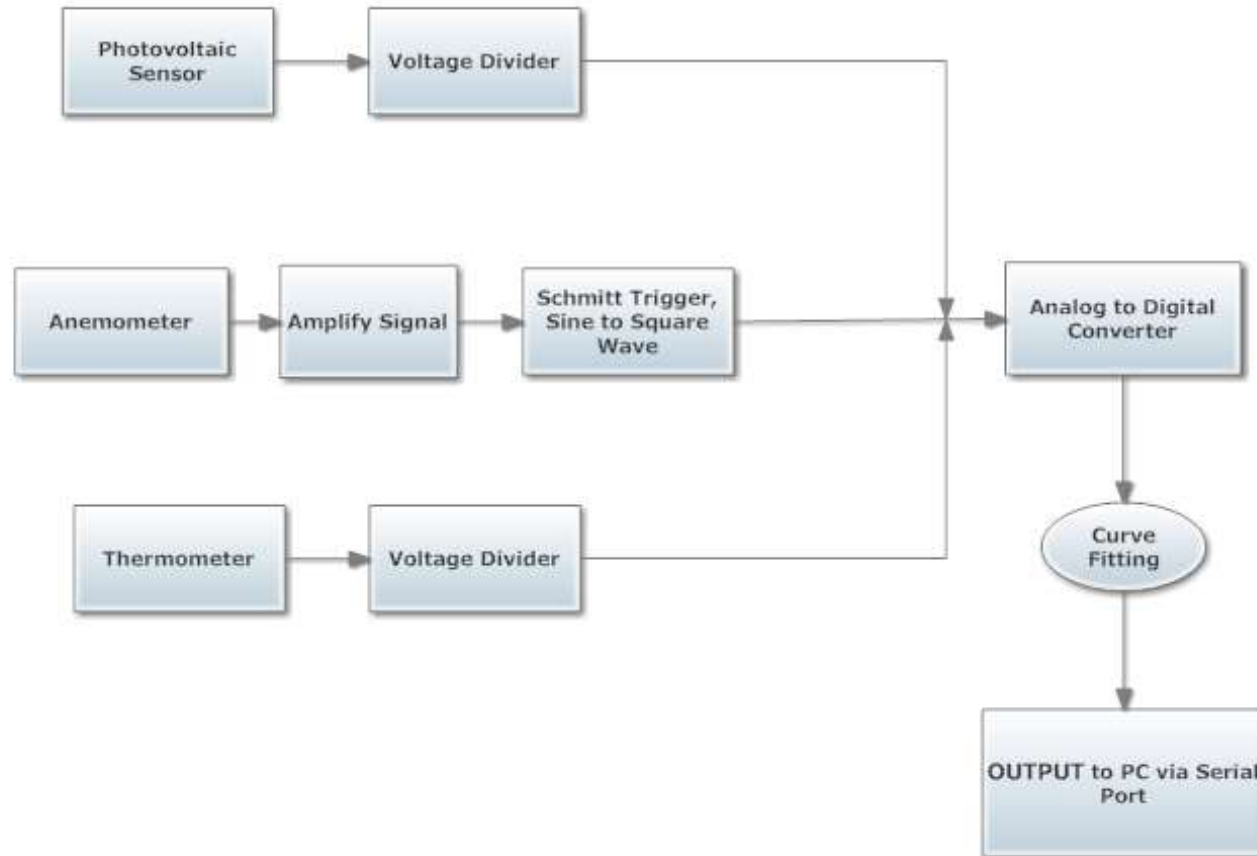 Photovoltaic
Sensor
Voltage Divider
Anemometer
Amplify Signal
Schmitt Trigger,
Sine to Square
Wave
Analog to Digital
Converter
Thermometer
Voltage Divider
Curve
Fitting
OUTPUT to PC via Serial
Port